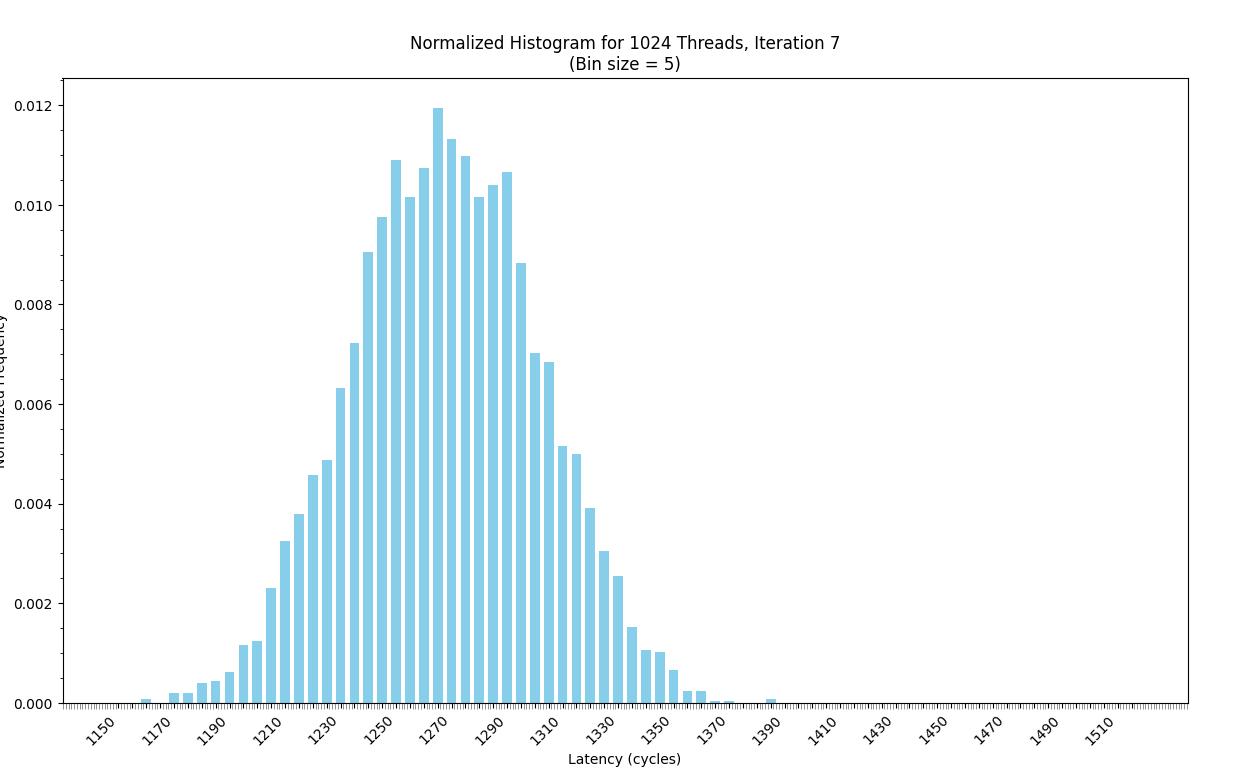 Normalized Histogram for 1024 Threads, Iteration 7
(Bin size = 5)
0.012
0.010
0.008
0.006
0.004
0.002
0.000
Normalized Frequency
1150 1170 1190 1210 1230 1250 1270 1290 1310 1330 1350 1370 1390 1410 1430 1450 1470 1490 1510
Latency (cycles)